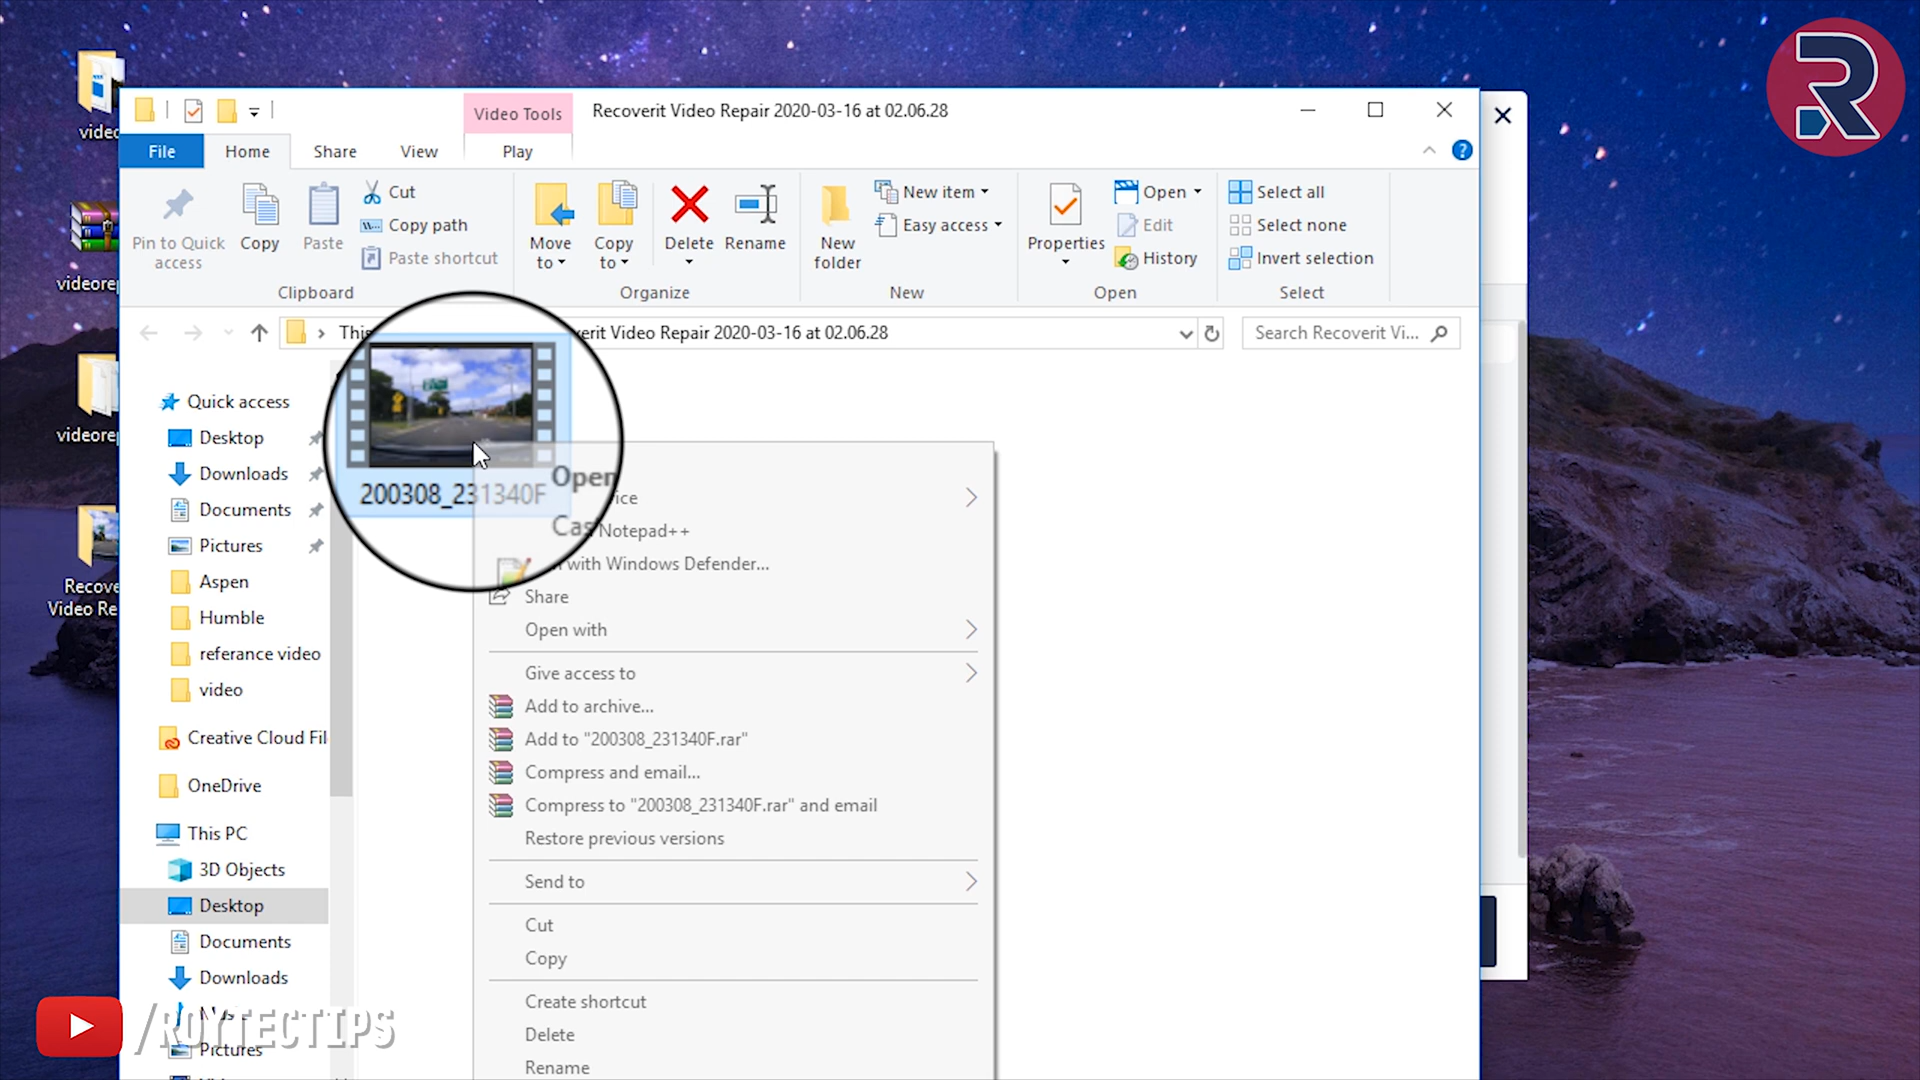 video
Video Tools
Recoverit Video Repair 2020-03-16 at 02.06.28
File
Home
Share
View
Play
Pin to Quick access
Copy
Paste
Cut
Copy path
Paste shortcut
Clipboard
Move to
Copy to
Delete
Rename
Organize
New folder
New item
Easy access
New
Properties
Open
Edit
History
Open
Select all
Select none
Invert selection
Select
This
verit Video Repair 2020-03-16 at 02.06.28
Search Recoverit Vi...
videorep
videorep
Recove
Video Re
Quick access
Desktop
Downloads
Documents
Pictures
Aspen
Humble
referance video
video
Creative Cloud Fil
OneDrive
This PC
3D Objects
Desktop
Documents
Downloads
Pictures
200308_231340F
Open
Cas
ice
Notepad++
with Windows Defender...
Share
Open with
Give access to
Add to archive...
Add to "200308_231340F.rar"
Compress and email...
Compress to "200308_231340F.rar" and email
Restore previous versions
Send to
Cut
Copy
Create shortcut
Delete
Rename
/ROYTECTIPS
R